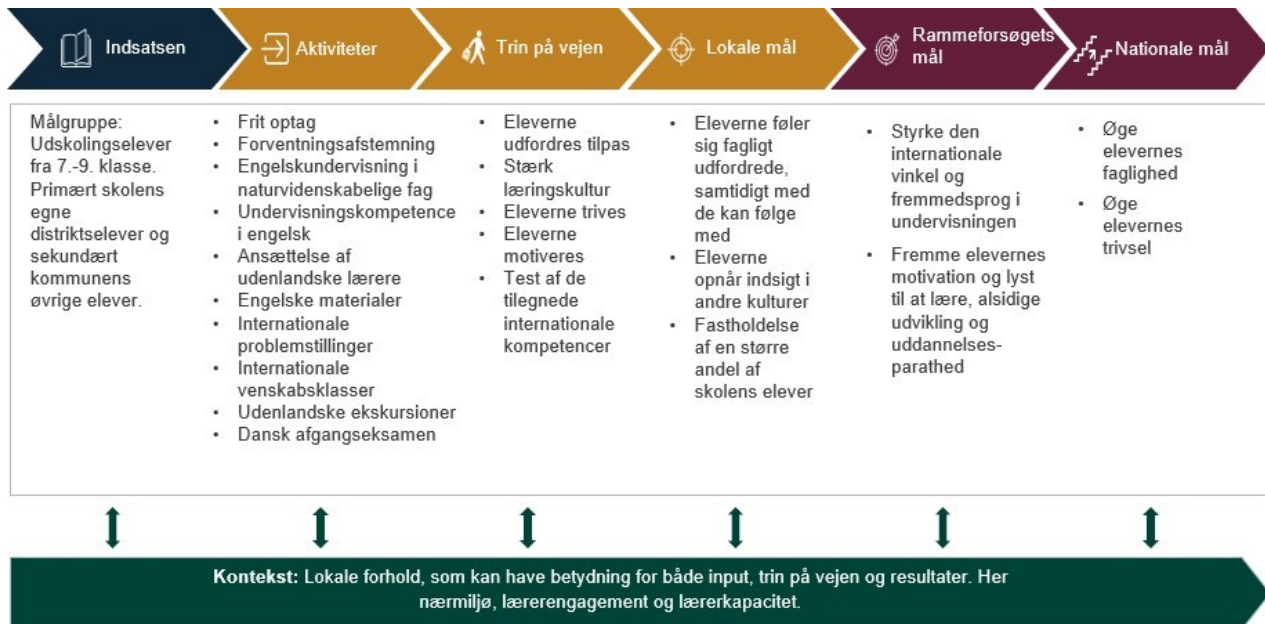 Indsatsen
Aktiviteter
Trin på vejen
Lokale mål
Rammeforsøgets
mål
Nationale mål
Målgruppe:
Udskolingselever
fra 7.-9. klasse.
Primært skolens
egne
distriktselever og
sekundært
kommunens
øvrige elever.
• Frit optag
• Forventningsafstemning
• Engelskundervisning i
naturvidenskabelige fag
• Undervisningskompetence
i engelsk
• Ansættelse af
udenlandske lærere
• Engelske materialer
• Internationale
problemstillinger
• Internationale
venskabsklasser
• Udenlandske ekskursioner
• Dansk afgangseksamen
• Eleverne
udfordres tilpas
• Stærk
læringskultur
• Eleverne trives
• Eleverne
motiveres
• Test af de
tilegnede
internationale
kompetencer
• Eleverne føler
sig fagligt
udfordrede,
samtidigt med
de kan følge
med
• Eleverne
opnår indsigt i
andre kulturer
• Fastholdelse
af en større
andel af
skolens elever
• Styrke den
internationale
vinkel og
fremmedsprog i
undervisningen
• Fremme elevernes
motivation og lyst
til at lære, alsidige
udvikling og
uddannelses-
parathed
• Øge
elevernes
faglighed
• Øge
elevernes
trivsel
Kontekst: Lokale forhold, som kan have betydning for både input, trin på vejen og resultater. Her
nærmiljø, lærerengagement og lærerkapacitet.